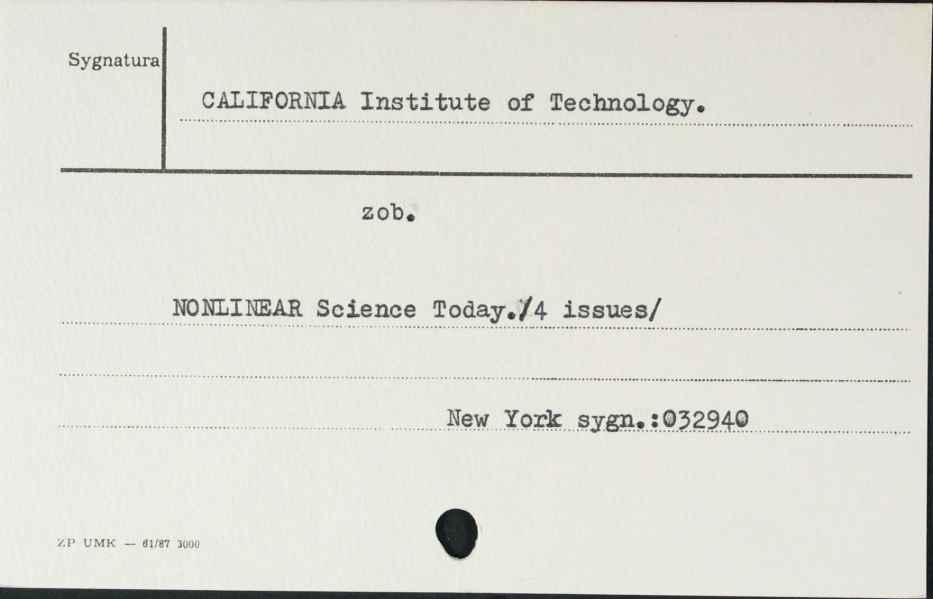 Sygnatura
CALIFORNIA Institute of Technology.
zob.
NONLINEAR Science Today./4 issues/
New York sygn.:032940
ZP UMK — 61/87 3000